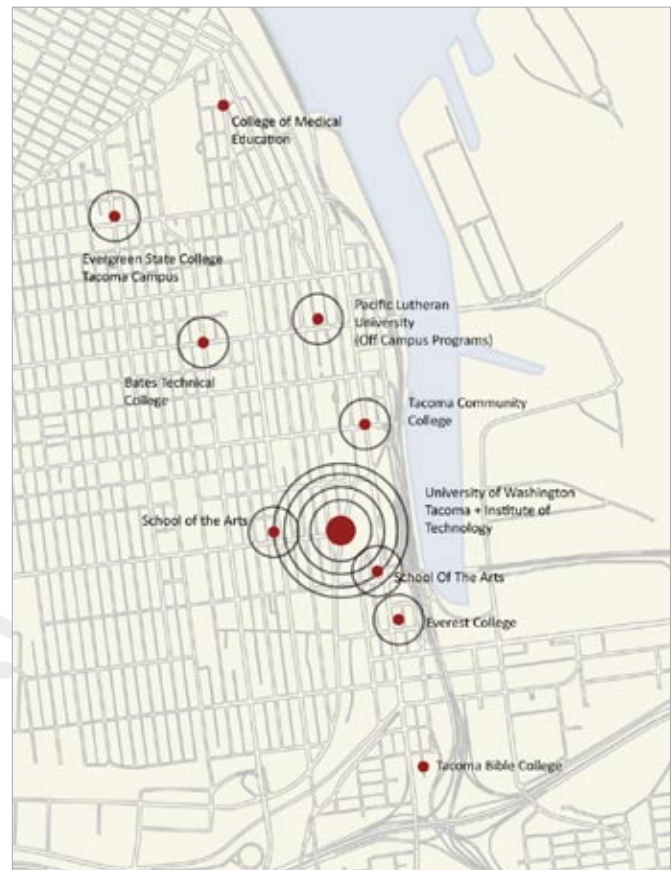 College of Medical
Education
Evergreen State College
Tacoma Campus
Pacific Lutheran
University
(Off Campus Programs)
Bates Technical
College
Tacoma Community
College
University of Washington
Tacoma + Institute of
Technology
School of the Arts
School Of The Arts
Everest College
Tacoma Bible College